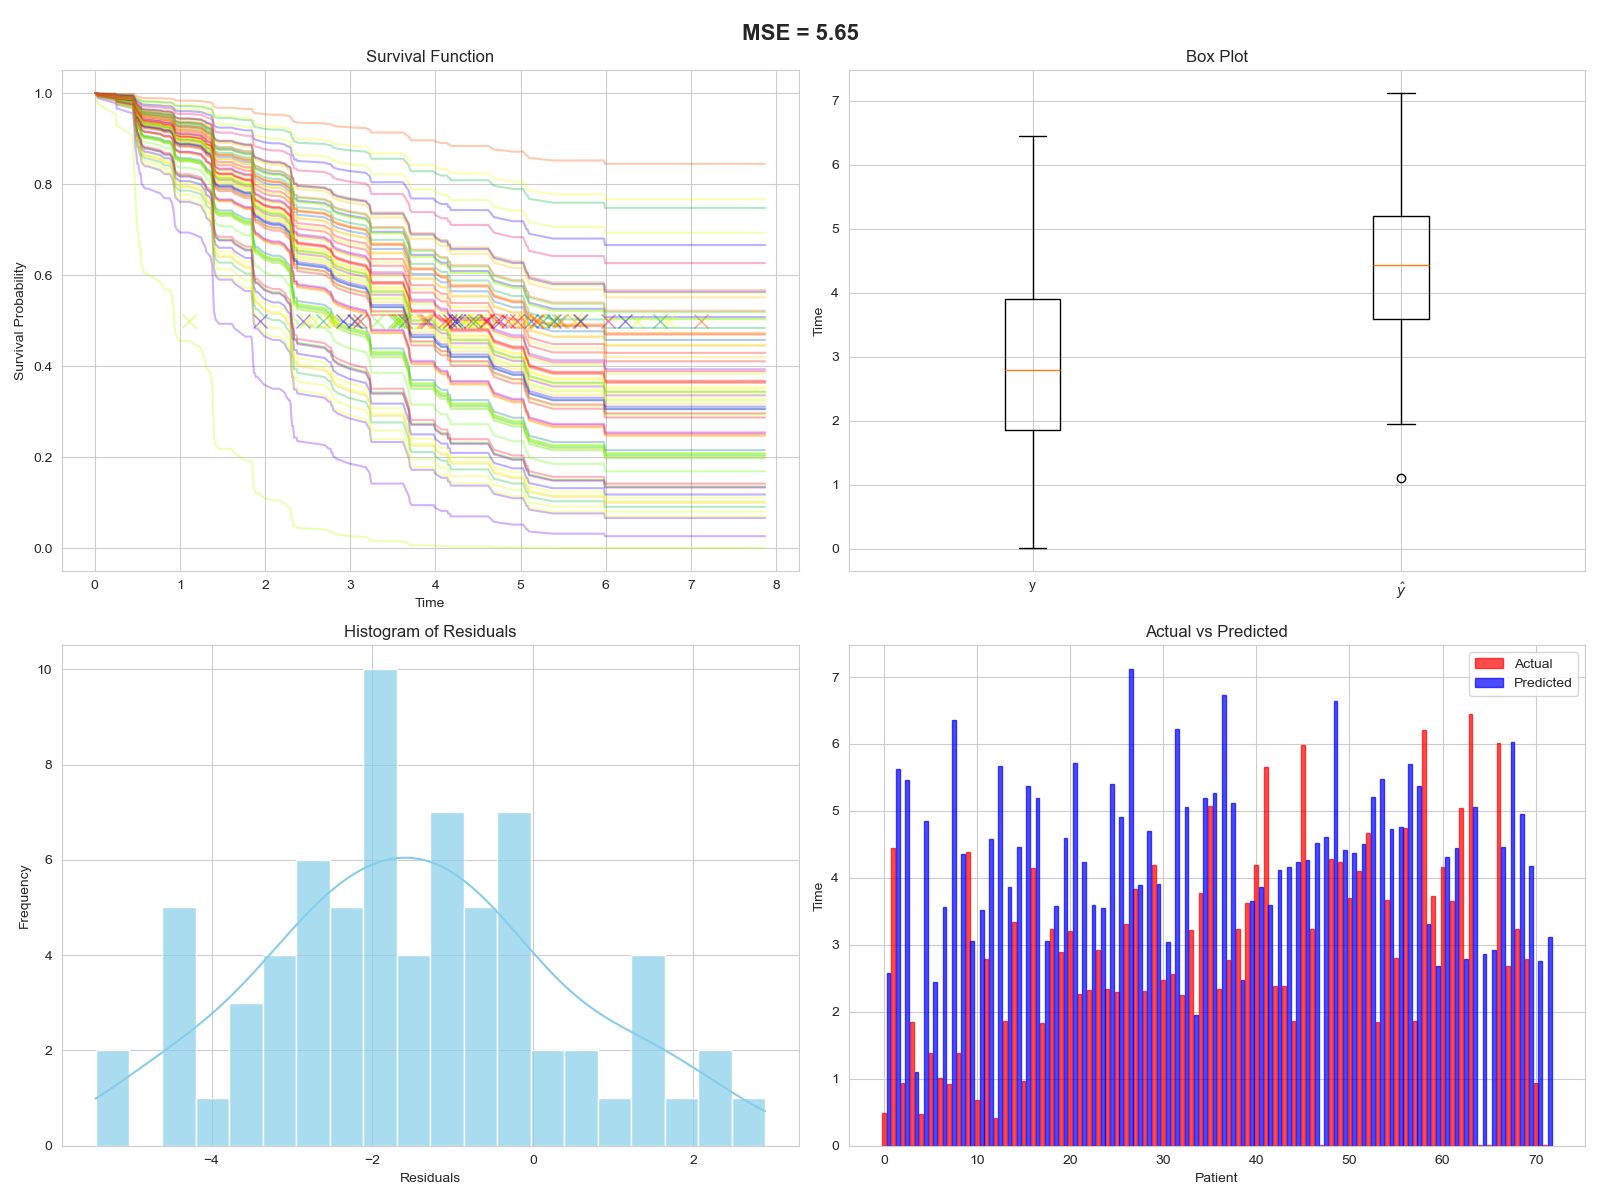 MSE = 5.65
Survival Function
Survival Probability
1.0
0.8
0.6
0.4
0.2
0.0
0 1 2 3 4 5 6 7 8
Time
Box Plot
Time
7
6
5
4
3
2
1
0
y ŷ
Histogram of Residuals
Frequency
10
8
6
4
2
0
−4 −2 0 2
Residuals
Actual vs Predicted
Actual
Predicted
Time
7
6
5
4
3
2
1
0
0 10 20 30 40 50 60 70
Patient